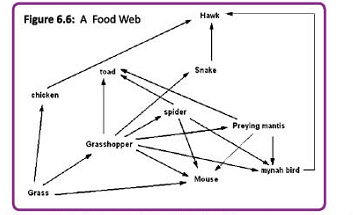 Figure 6.6: A Food Web
Hawk
toad
Snake
chicken
spider
Preying mantis
Grasshopper
mynah bird
Mouse
Grass